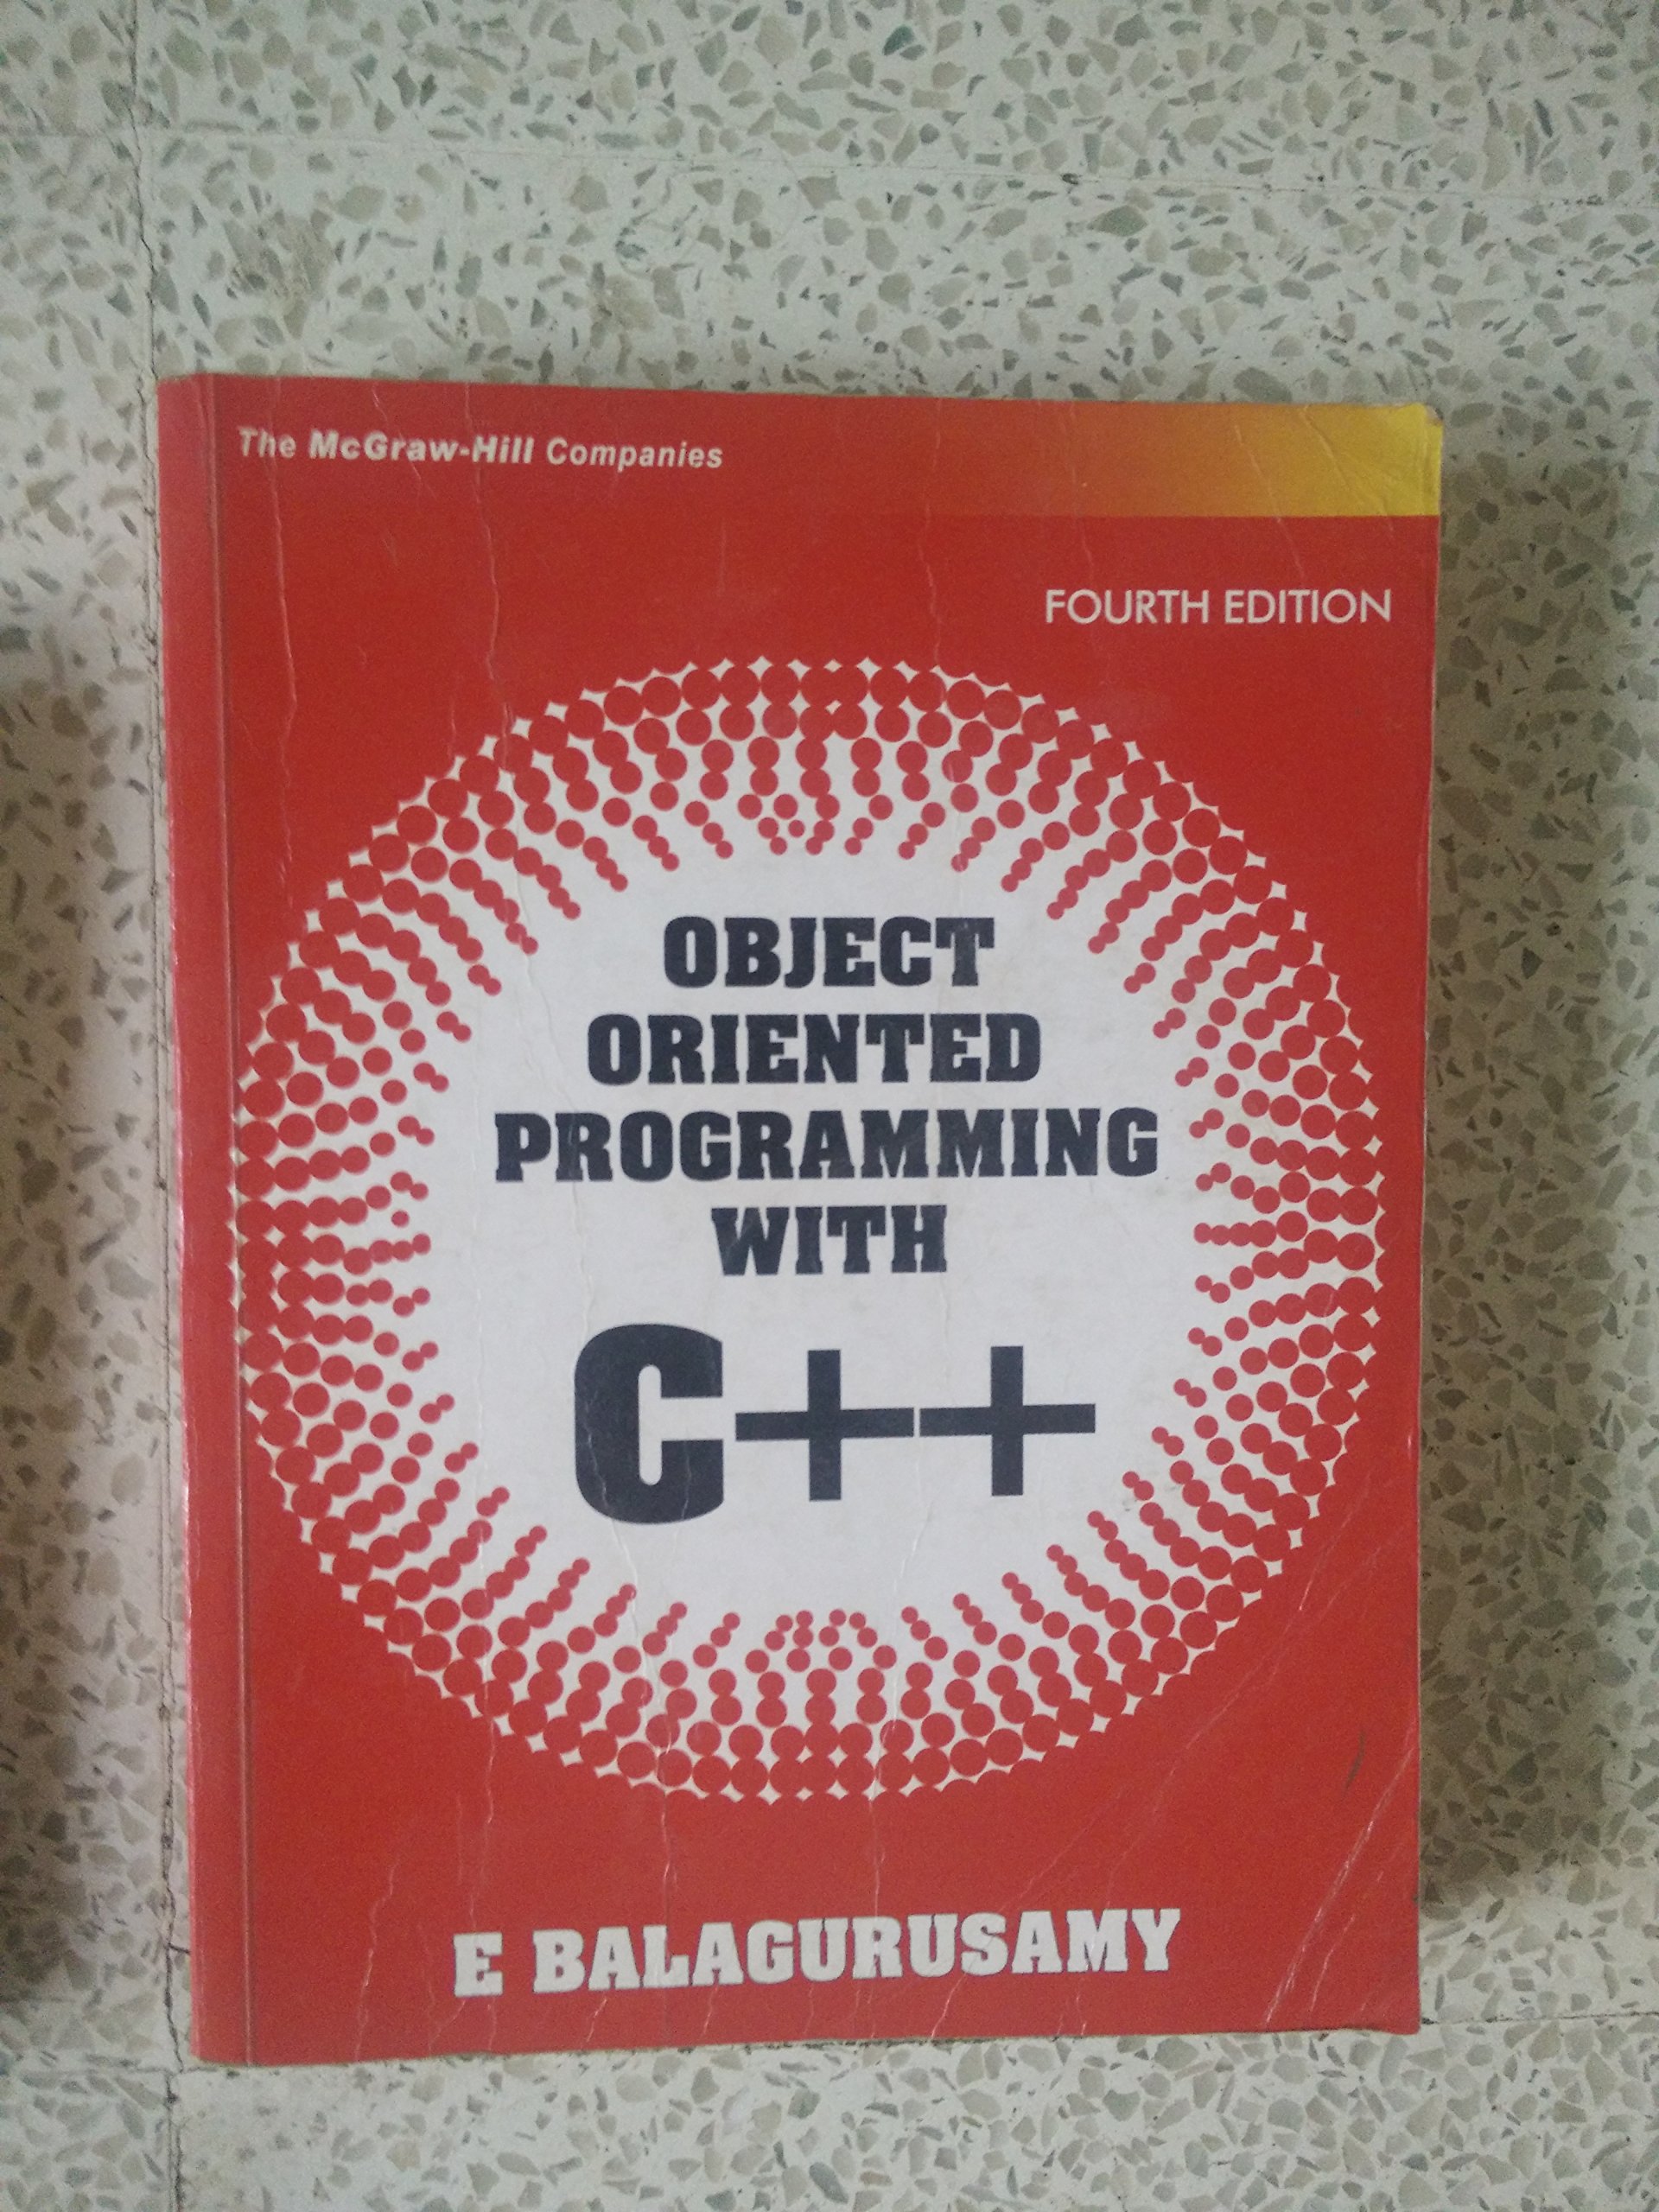 The McGraw-Hill Companies
FOURTH EDITION
OBJECT
ORIENTED
PROGRAMMING
WITH
C++
E BALAGURUSAMY